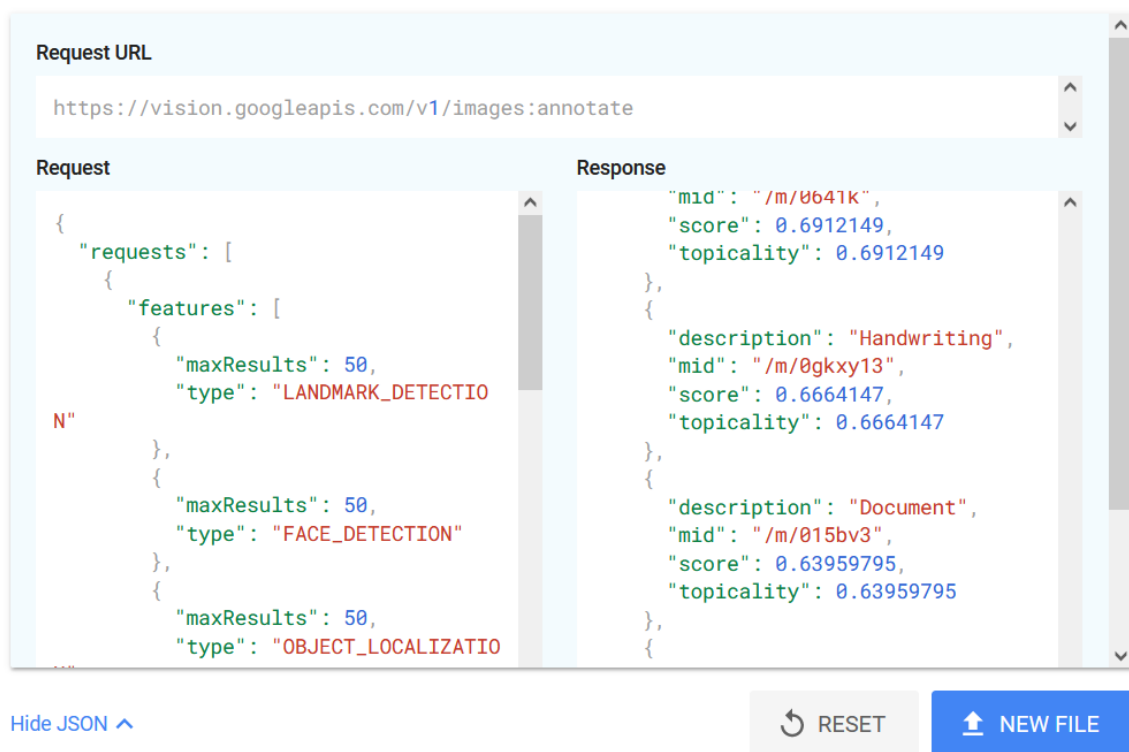 Request URL
https://vision.googleapis.com/v1/images:annotate
Request
{
"requests": [
{
"features": [
{
"maxResults": 50,
"type": "LANDMARK_DETECTIO
N"
},
{
"maxResults": 50,
"type": "FACE_DETECTION"
},
{
"maxResults": 50,
"type": "OBJECT_LOCALIZATIO
Response
"mid": "/m/0641k",
"score": 0.6912149,
"topicality": 0.6912149
},
{
"description": "Handwriting",
"mid": "/m/0gkxy13",
"score": 0.6664147,
"topicality": 0.6664147
},
{
"description": "Document",
"mid": "/m/015bv3",
"score": 0.63959795,
"topicality": 0.63959795
},
{
Hide JSON
RESET
NEW FILE